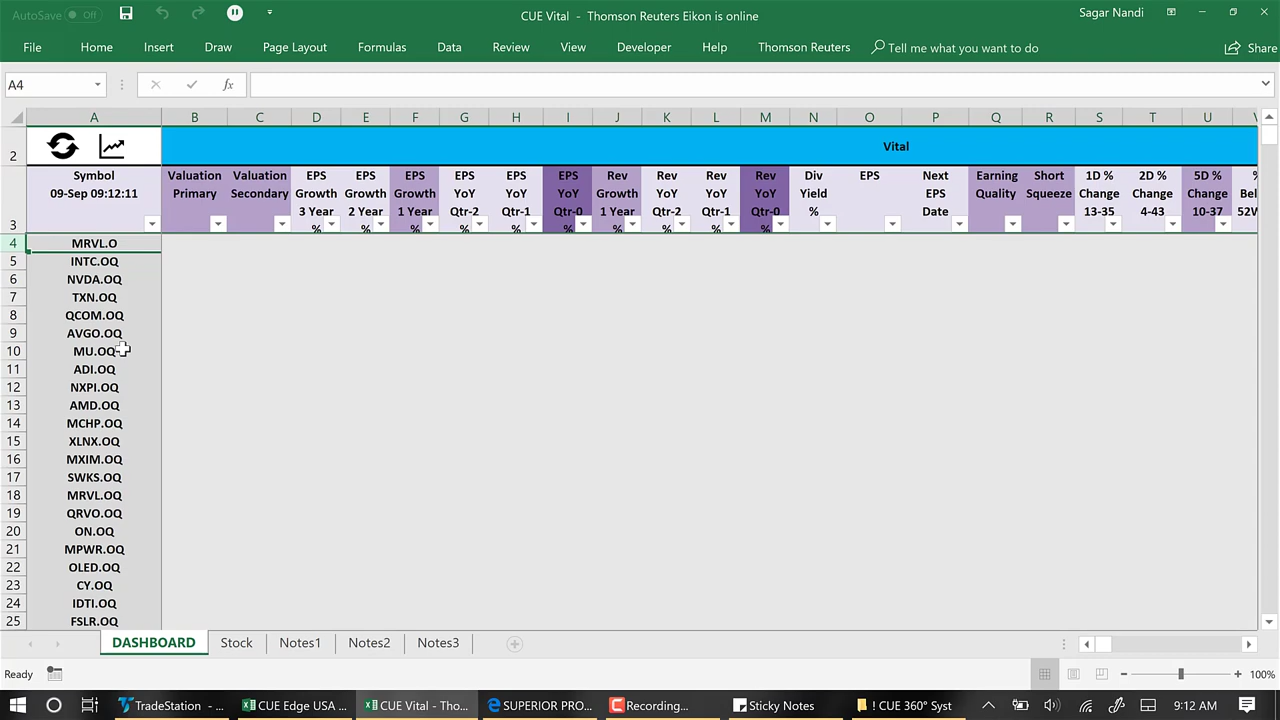 AutoSave Off
CUE Vital - Thomson Reuters Eikon is online
Sagar Nandi
File Home Insert Draw Page Layout Formulas Data Review View Developer Help Thomson Reuters Tell me what you want to do Share
A4 fx
A B C D E F G H I J K L M N O P Q R S T U
2 Vital
Symbol Valuation Valuation EPS EPS EPS EPS EPS EPS Rev Rev Rev Rev Div EPS Next Earning Short 1D % 2D % 5D % %
09-Sep 09:12:11 Primary Secondary Growth Growth Growth YoY YoY YoY Growth YoY YoY YoY Yield EPS Quality Squeeze Change Change Change Bel
3 Year 2 Year 1 Year Qtr-2 Qtr-1 Qtr-0 1 Year Qtr-2 Qtr-1 Qtr-0 % Date 13-35 4-43 10-37 52W
3 % % % % % % % % % %
4 MRVL.O
5 INTC.OQ
6 NVDA.OQ
7 TXN.OQ
8 QCOM.OQ
9 AVGO.OQ
10 MU.OQ
11 ADI.OQ
12 NXPI.OQ
13 AMD.OQ
14 MCHP.OQ
15 XLNX.OQ
16 MXIM.OQ
17 SWKS.OQ
18 MRVL.OQ
19 QRVO.OQ
20 ON.OQ
21 MPWR.OQ
22 OLED.OQ
23 CY.OQ
24 IDTI.OQ
25 FSLR.OQ
DASHBOARD Stock Notes1 Notes2 Notes3
Ready 100%
TradeStation - ... CUE Edge USA ... CUE Vital - Tho... SUPERIOR PRO... Recording... Sticky Notes ! CUE 360° Syst 9:12 AM